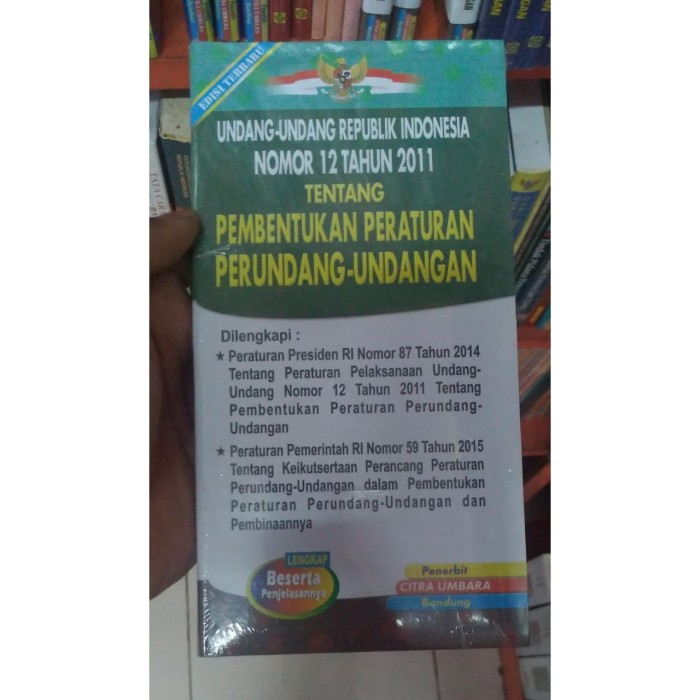 EDISI TERBARU
UNDANG-UNDANG REPUBLIK INDONESIA
NOMOR 12 TAHUN 2011
TENTANG
PEMBENTUKAN PERATURAN
PERUNDANG-UNDANGAN
Dilengkapi :
★ Peraturan Presiden RI Nomor 87 Tahun 2014
Tentang Peraturan Pelaksanaan Undang-
Undang Nomor 12 Tahun 2011 Tentang
Pembentukan Peraturan Perundang-
Undangan
★ Peraturan Pemerintah RI Nomor 59 Tahun 2015
Tentang Keikutsertaan Perancang Peraturan
Perundang-Undangan dalam Pembentukan
Peraturan Perundang-Undangan dan
Pembinaannya
LENGKAP
Beserta
Penjelasannya
Penerbit
CITRA UMBARA
Bandung
TATA CARA